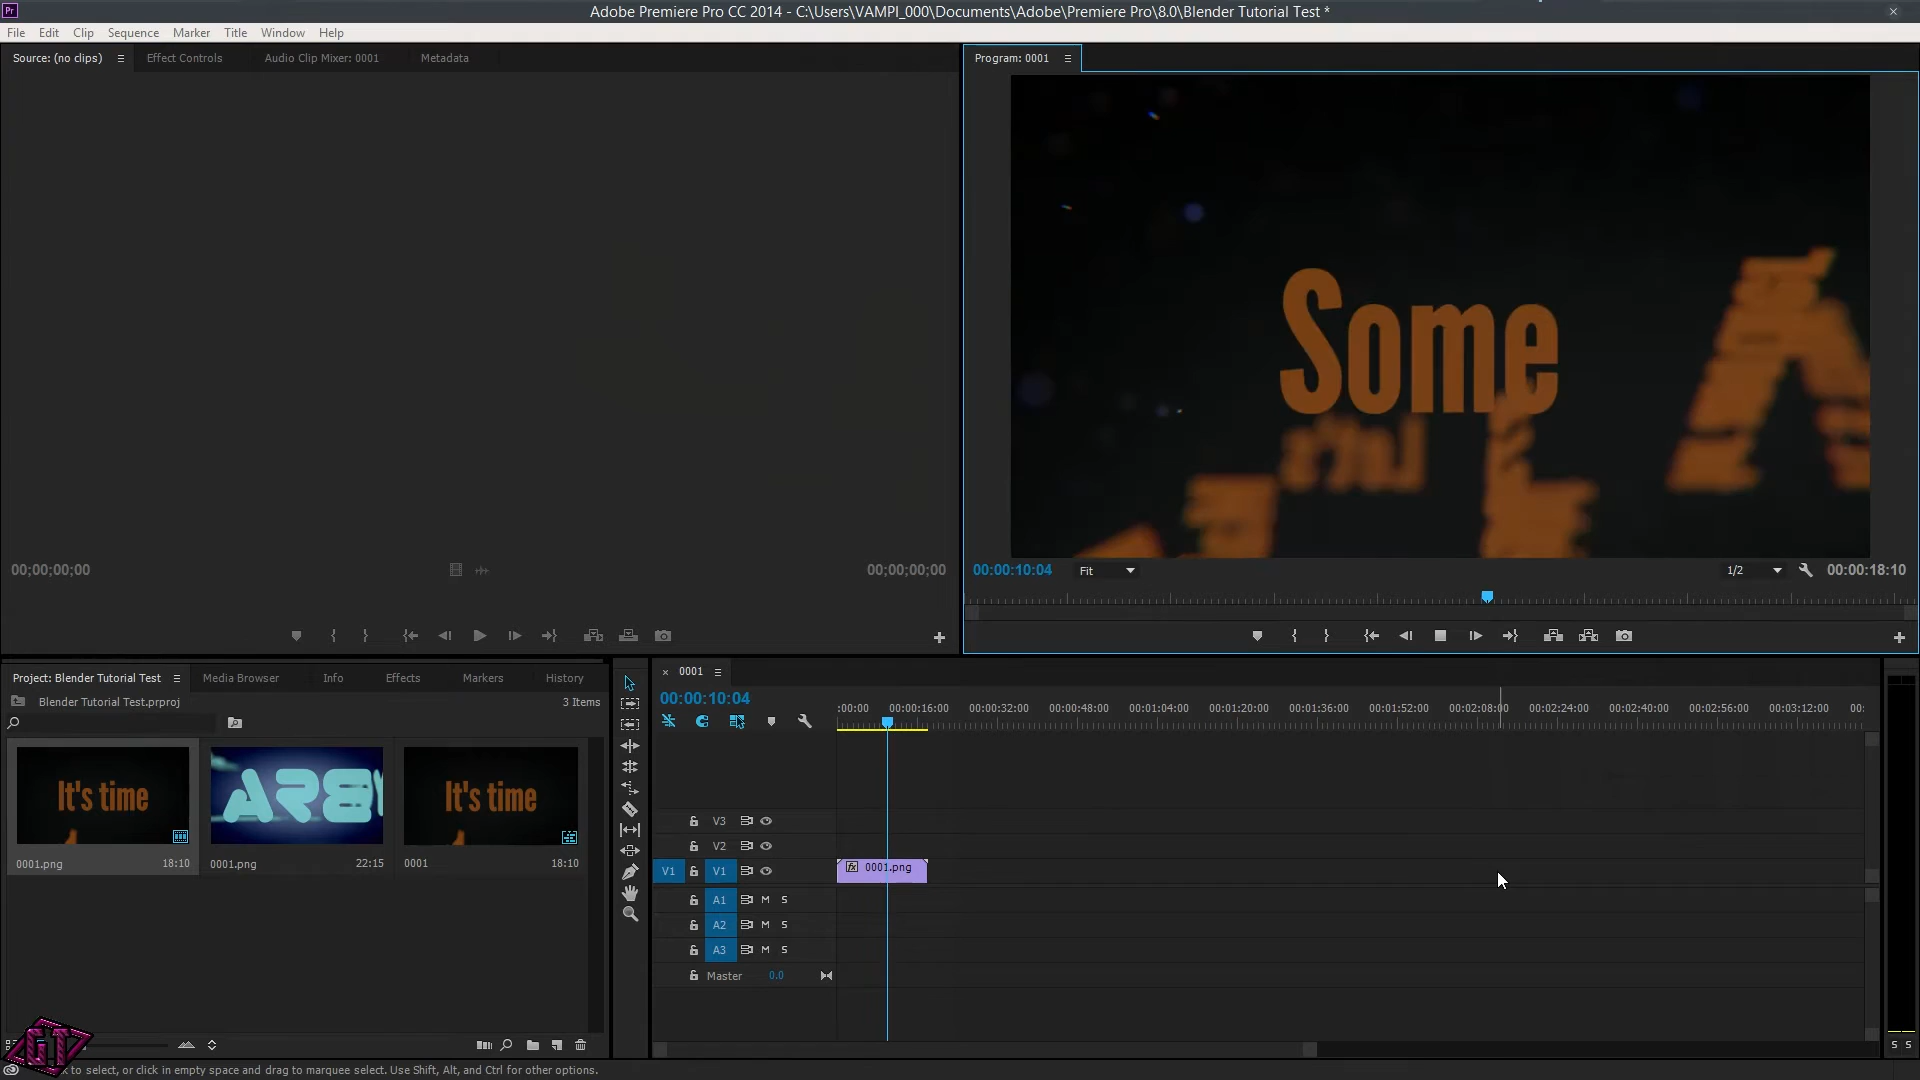 Pr Adobe Premiere Pro CC 2014 - C:\Users\VAMPI_000\Documents\Adobe\Premiere Pro\8.0\Blender Tutorial Test *
File Edit Clip Sequence Marker Title Window Help
Source: (no clips) Effect Controls Audio Clip Mixer: 0001 Metadata
Program: 0001
Some
00;00;00;00 00;00;00;00
00:00:10:04 Fit 1/2 00:00:18:10
Project: Blender Tutorial Test Media Browser Info Effects Markers History
Blender Tutorial Test.prproj 3 Items
It's time
It's time
0001.png 18:10 0001.png 22:15 0001 18:10
0001
00:00:10:04
:00:00 00:00:16:00 00:00:32:00 00:00:48:00 00:01:04:00 00:01:20:00 00:01:36:00 00:01:52:00 00:02:08:00 00:02:24:00 00:02:40:00 00:02:56:00 00:03:12:00 00:
V3
V2
V1 V1 fx 0001.png
A1 M S
A2 M S
A3 M S
Master 0.0
S S
GT
k to select, or click in empty space and drag to marquee select. Use Shift, Alt, and Ctrl for other options.